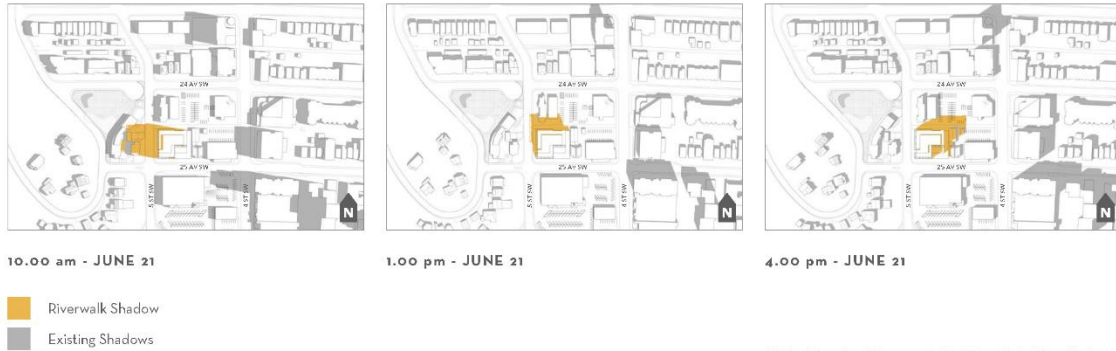 24 AV SW
25 AV SW
5 ST SW
4 ST SW
N
24 AV SW
25 AV SW
5 ST SW
4 ST SW
N
24 AV SW
25 AV SW
5 ST SW
4 ST SW
N
10.00 am - JUNE 21
1.00 pm - JUNE 21
4.00 pm - JUNE 21
Riverwalk Shadow
Existing Shadows